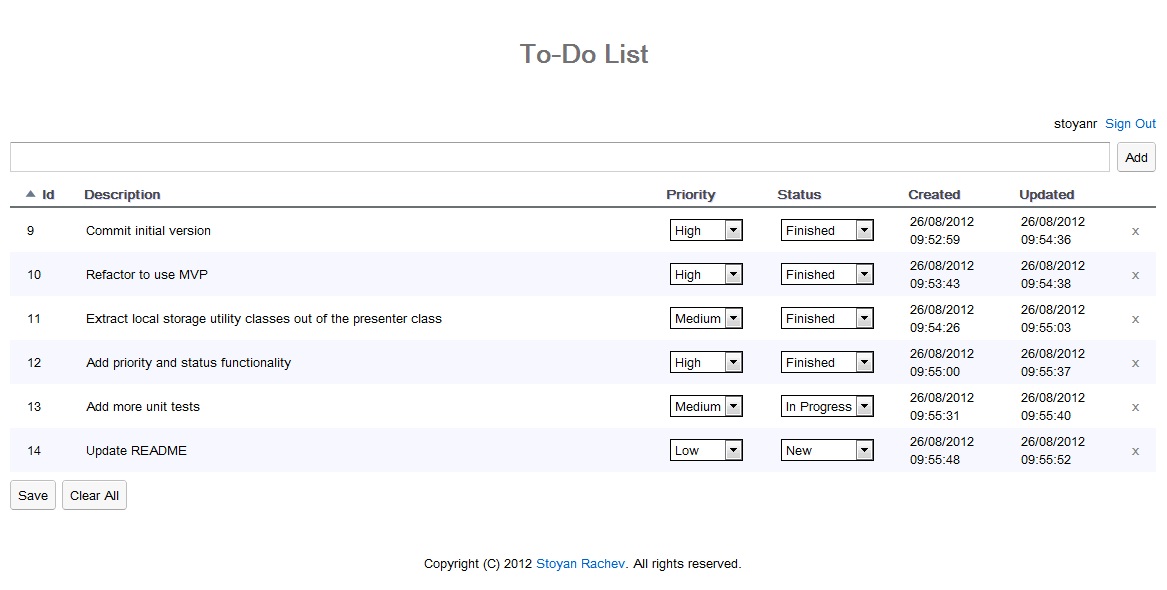 To-Do List
stoyanr Sign Out
Add
Id Description Priority Status Created Updated
9 Commit initial version High Finished 26/08/2012 09:52:59 26/08/2012 09:54:36 x
10 Refactor to use MVP High Finished 26/08/2012 09:53:43 26/08/2012 09:54:38 x
11 Extract local storage utility classes out of the presenter class Medium Finished 26/08/2012 09:54:26 26/08/2012 09:55:03 x
12 Add priority and status functionality High Finished 26/08/2012 09:55:00 26/08/2012 09:55:37 x
13 Add more unit tests Medium In Progress 26/08/2012 09:55:31 26/08/2012 09:55:40 x
14 Update README Low New 26/08/2012 09:55:48 26/08/2012 09:55:52 x
Save Clear All
Copyright (C) 2012 Stoyan Rachev. All rights reserved.